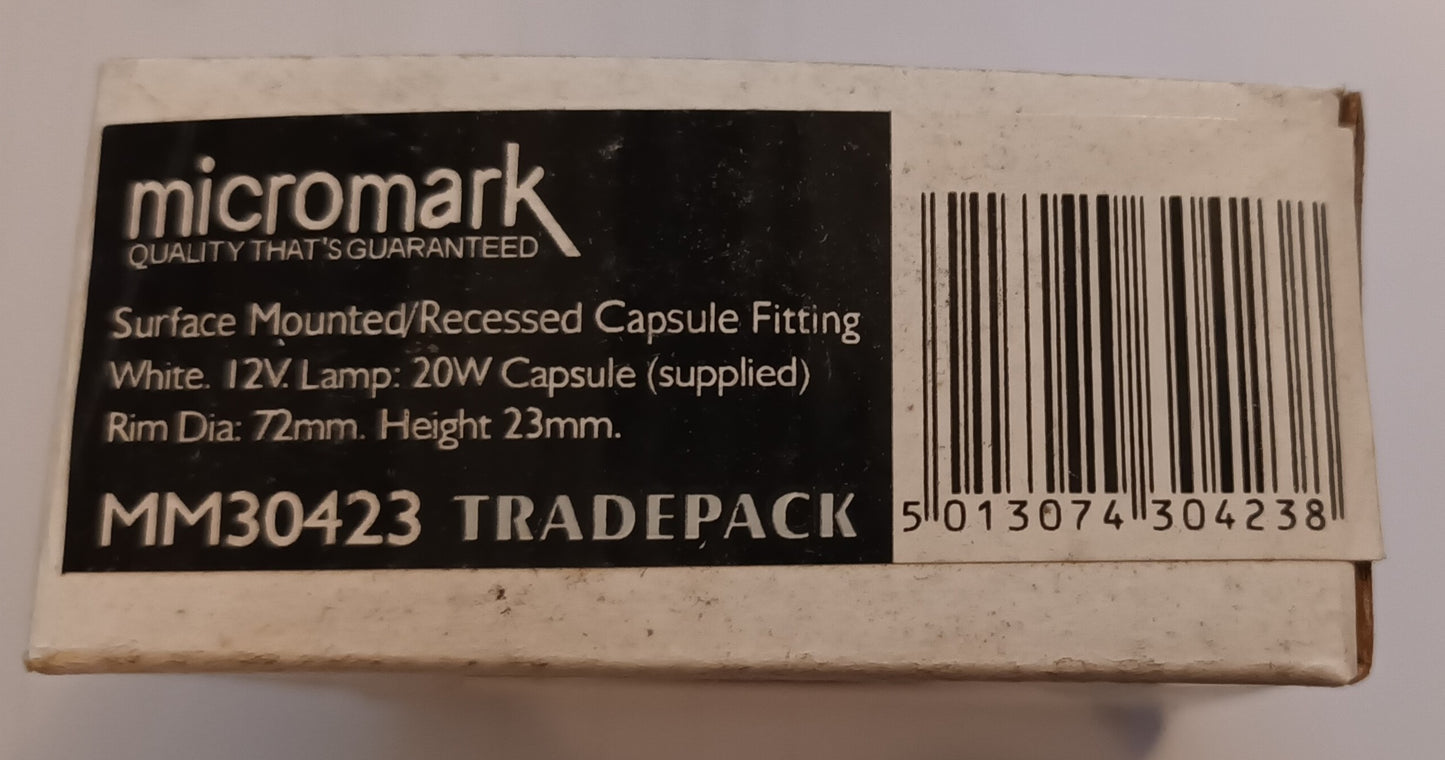 micromark
QUALITY THAT'S GUARANTEED
Surface Mounted/Recessed Capsule Fitting
White. 12V. Lamp: 20W Capsule (supplied)
Rim Dia: 72mm. Height 23mm.
MM30423 TRADEPACK
5 013074 304238